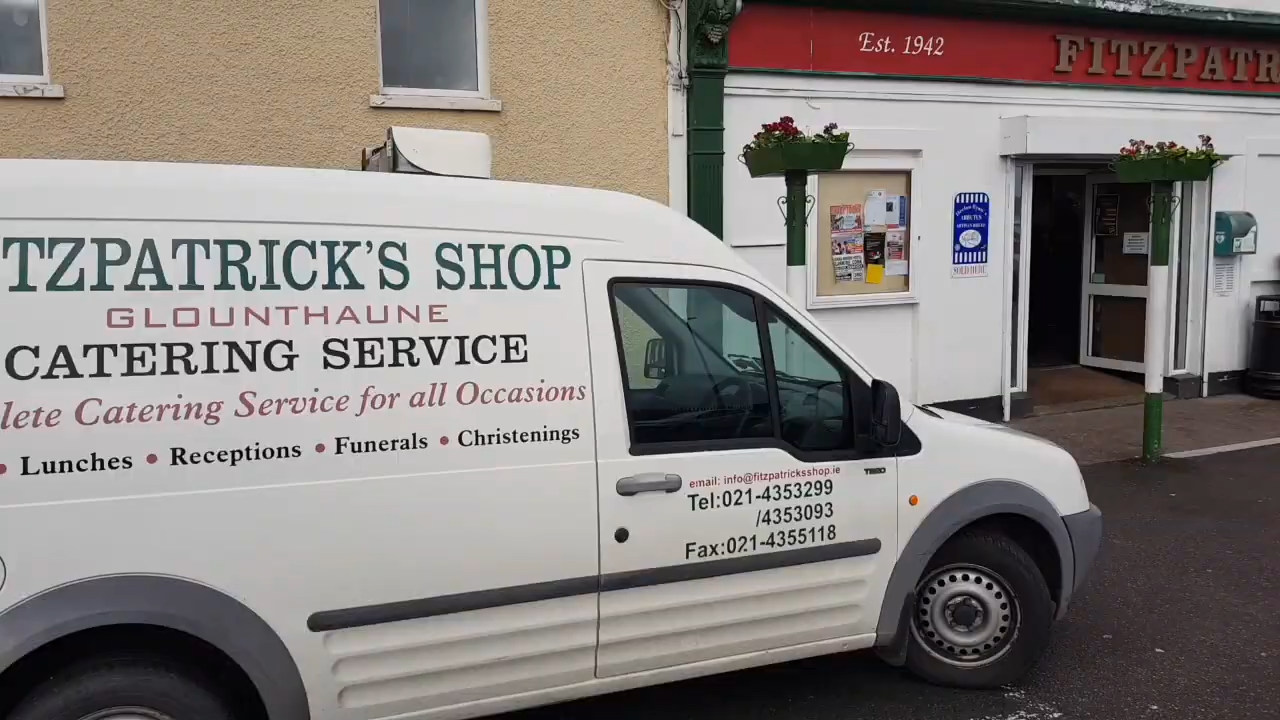 Est. 1942
FITZPATR
TZPATRICK'S SHOP
GLOUNTHAUNE
CATERING SERVICE
lete Catering Service for all Occasions
• Lunches • Receptions • Funerals • Christenings
email: info@fitzpatricksshop.ie
Tel:021-4353299
/4353093
Fax:021-4355118
T220
SOLD HERE